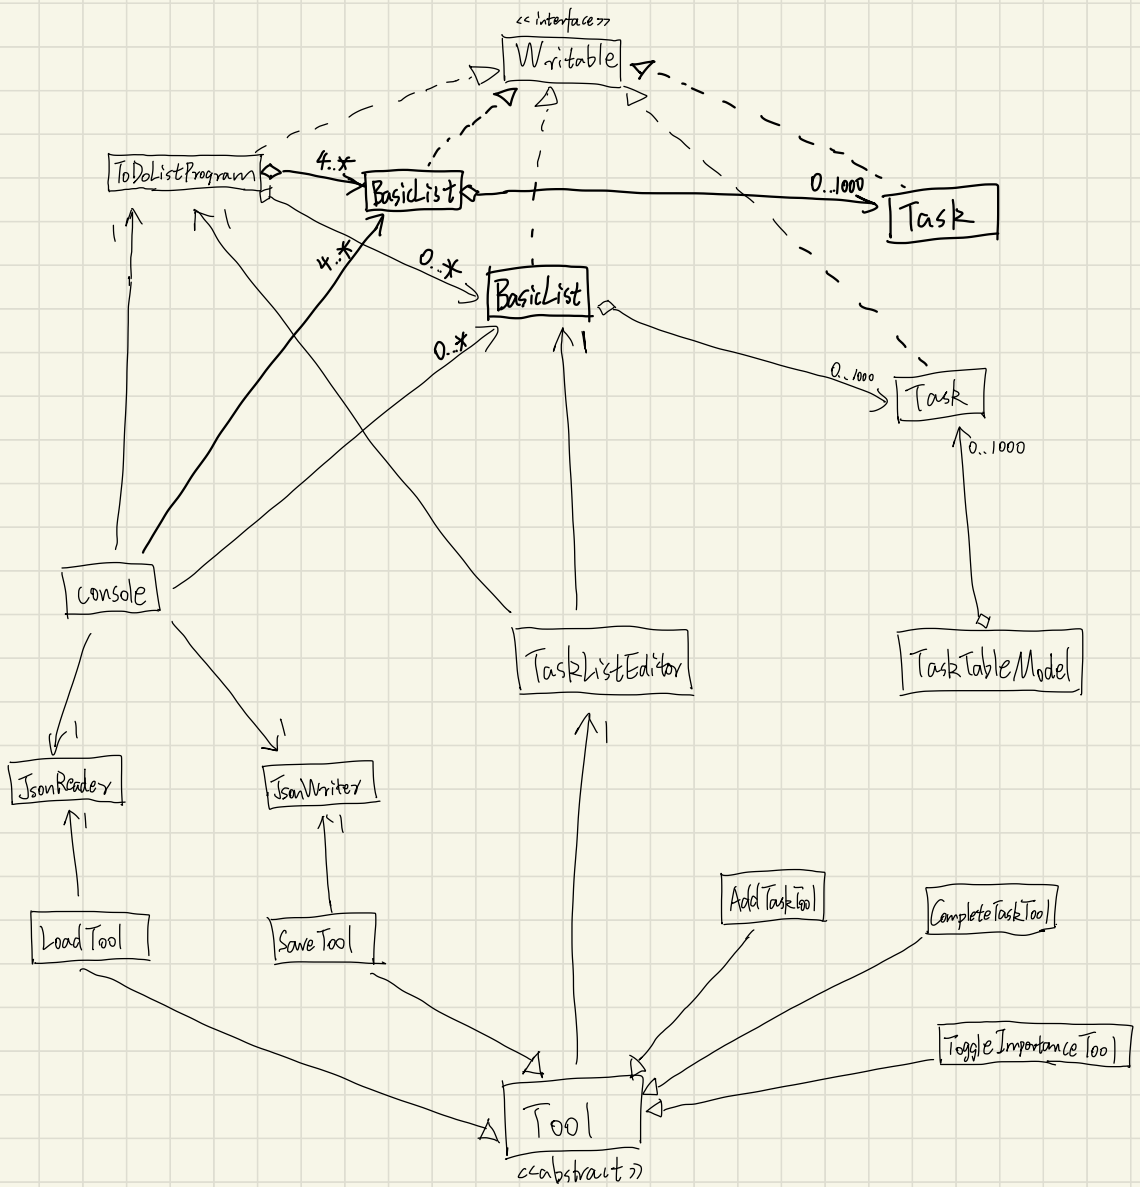 <<interface>>
Writable
ToDoListProgram
4..*
BasicList
0...1000
Task
1
1
4..*
0...*
BasicList
0...*
1
0..1000
Task
0..1000
console
TaskListEditor
TaskTableModel
1
1
1
JsonReader
JsonWriter
1
1
LoadTool
SaveTool
AddTaskTool
CompleteTaskTool
ToggleImportanceTool
Tool
<<abstract>>